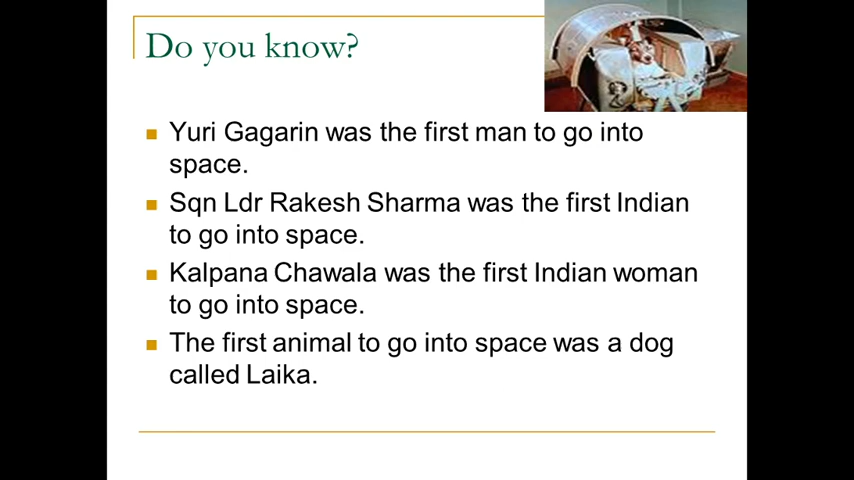 Do you know?
Yuri Gagarin was the first man to go into
space.
Sqn Ldr Rakesh Sharma was the first Indian
to go into space.
Kalpana Chawala was the first Indian woman
to go into space.
The first animal to go into space was a dog
called Laika.